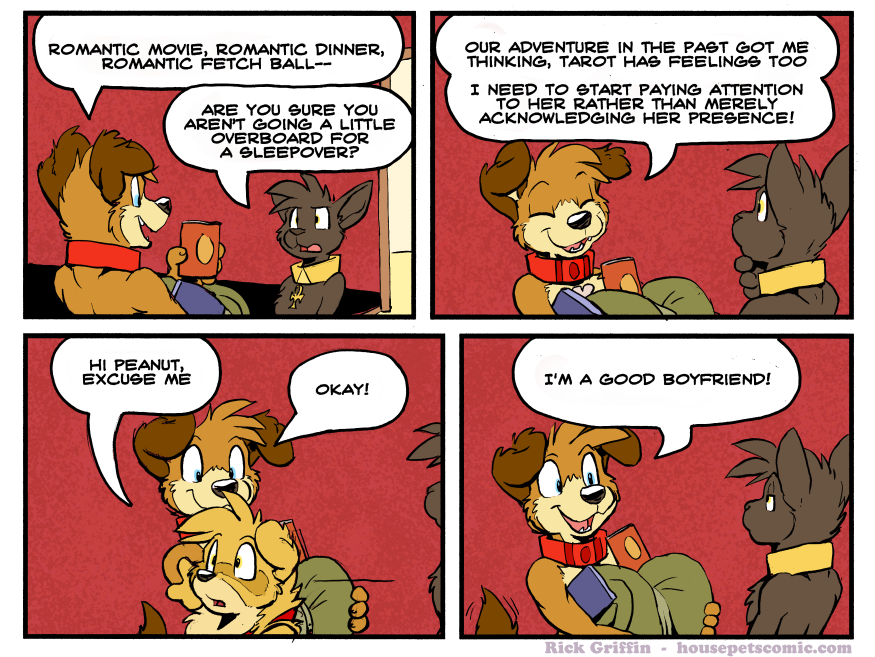 ROMANTIC MOVIE, ROMANTIC DINNER,
ROMANTIC FETCH BALL--
ARE YOU SURE YOU
AREN'T GOING A LITTLE
OVERBOARD FOR
A SLEEPOVER?
OUR ADVENTURE IN THE PAST GOT ME
THINKING, TAROT HAS FEELINGS TOO
I NEED TO START PAYING ATTENTION
TO HER RATHER THAN MERELY
ACKNOWLEDGING HER PRESENCE!
HI PEANUT,
EXCUSE ME
OKAY!
I'M A GOOD BOYFRIEND!
Rick Griffin - housepetscomic.com